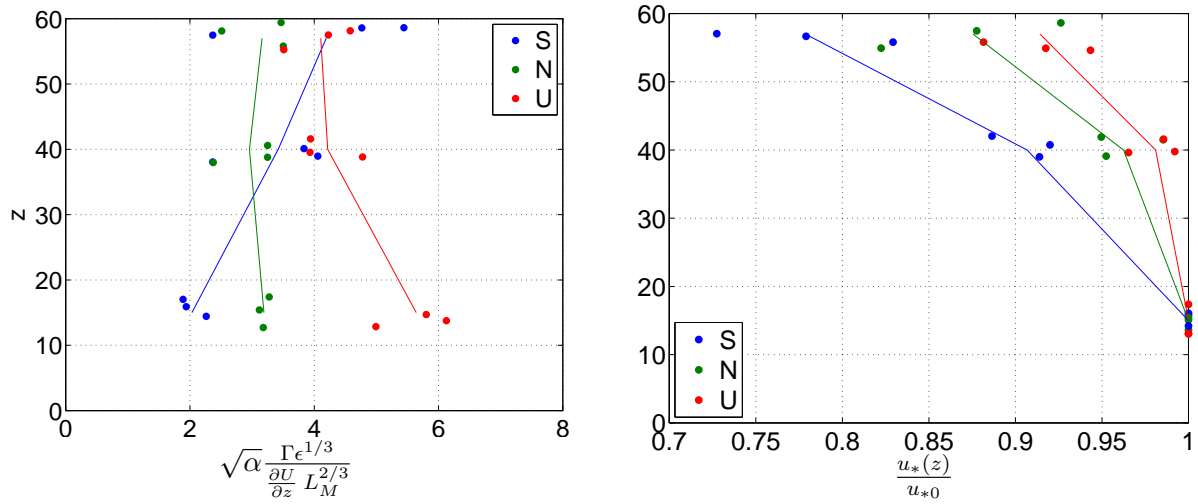 60
50
40
30
20
10
0
z
0 2 4 6 8
√α Γϵ^{1/3} / (∂U/∂z L_M^{2/3})
S
N
U
60
50
40
30
20
10
0
0.7 0.75 0.8 0.85 0.9 0.95 1
u_*(z) / u_{*0}
S
N
U